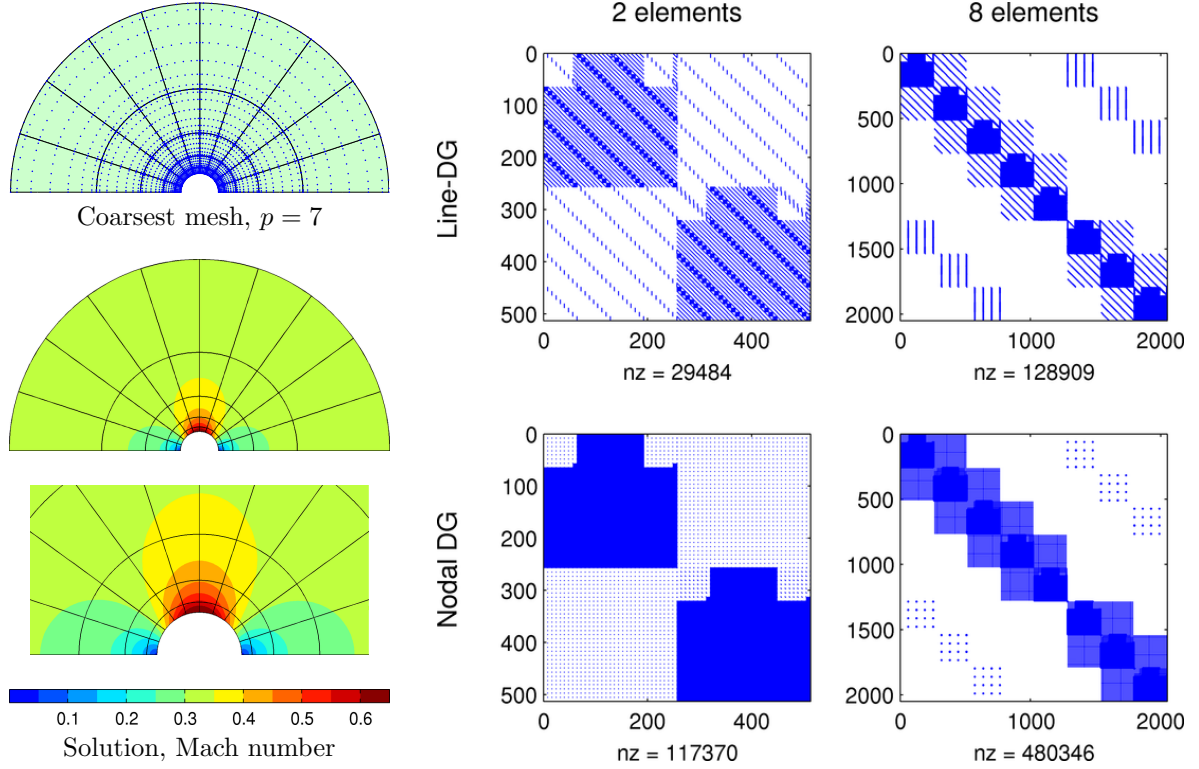 Coarsest mesh, p = 7
0.1 0.2 0.3 0.4 0.5 0.6
Solution, Mach number
2 elements
8 elements
Line-DG
0
100
200
300
400
500
0 200 400
nz = 29484
0
500
1000
1500
2000
0 1000 2000
nz = 128909
Nodal DG
0
100
200
300
400
500
0 200 400
nz = 117370
0
500
1000
1500
2000
0 1000 2000
nz = 480346